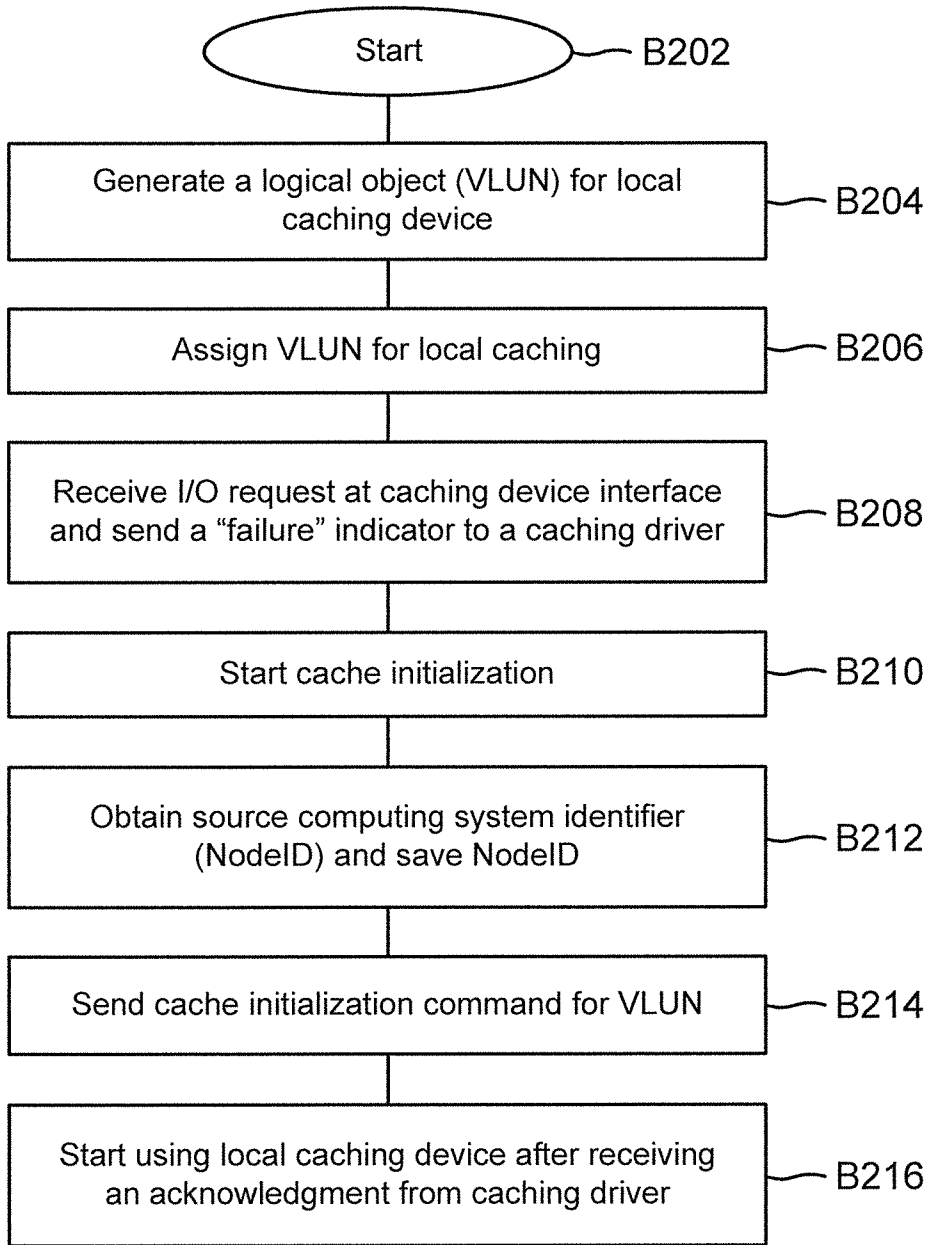 Start
B202
Generate a logical object (VLUN) for local
caching device
B204
Assign VLUN for local caching
B206
Receive I/O request at caching device interface
and send a “failure” indicator to a caching driver
B208
Start cache initialization
B210
Obtain source computing system identifier
(NodeID) and save NodeID
B212
Send cache initialization command for VLUN
B214
Start using local caching device after receiving
an acknowledgment from caching driver
B216